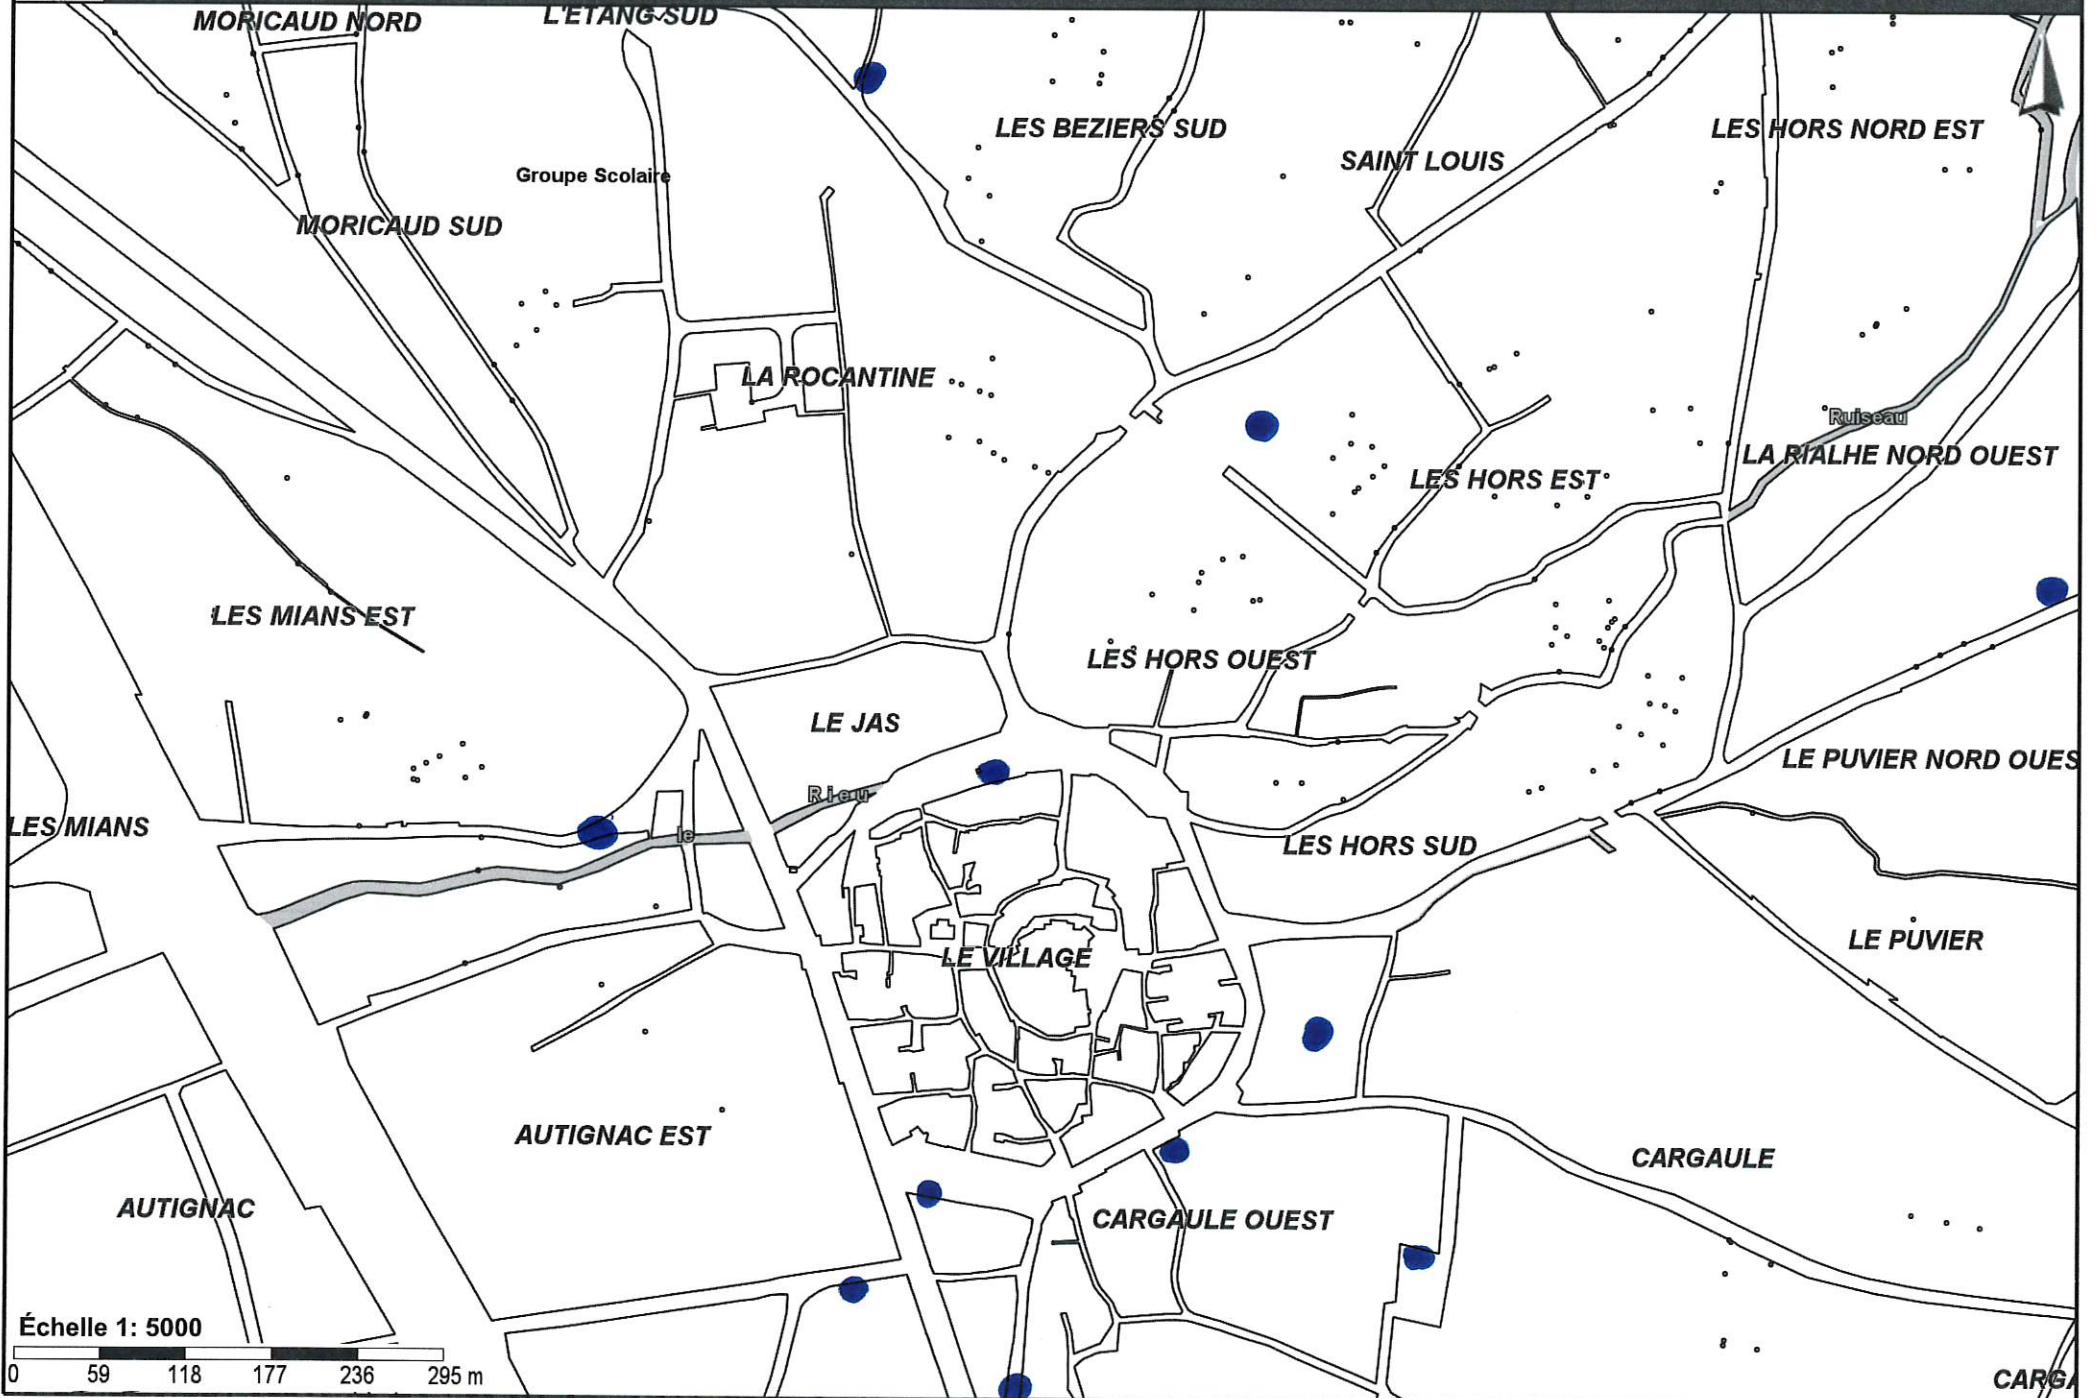 MORICAUD NORD
L'ETANG SUD
LES BEZIERS SUD
LES HORS NORD EST
SAINT LOUIS
Groupe Scolaire
MORICAUD SUD
LA ROCANTINE
Ruiseau
LA RIALHE NORD OUEST
LES HORS EST
LES MIANS EST
LES HORS OUEST
LE JAS
LE PUVIER NORD OUES
Rieu
LES MIANS
le
LES HORS SUD
LE PUVIER
LE VILLAGE
AUTIGNAC EST
CARGAULE
AUTIGNAC
CARGAULE OUEST
Échelle 1: 5000
0 59 118 177 236 295 m
CARGA